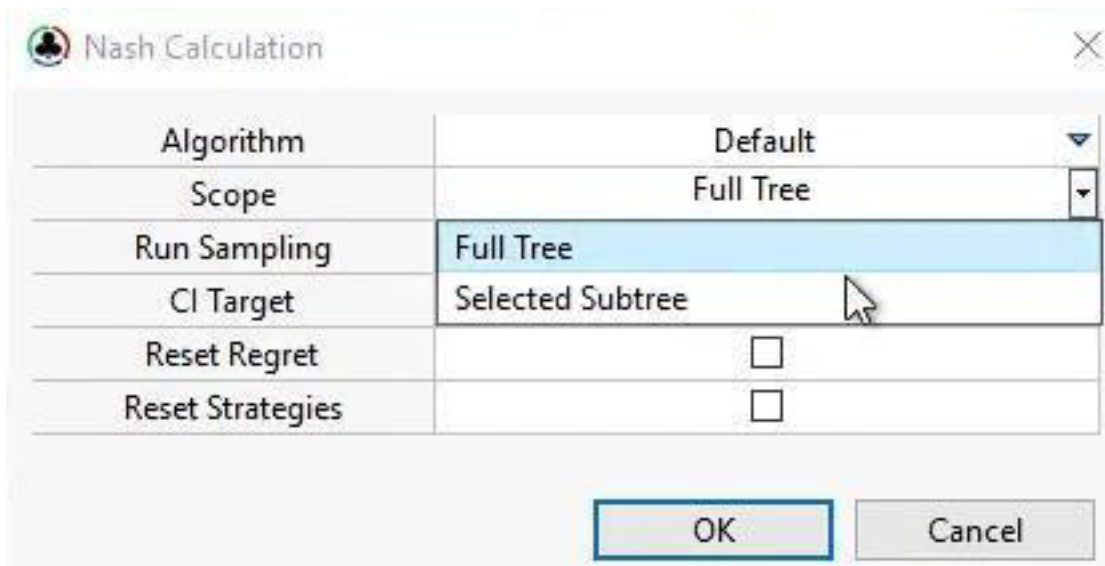 Nash Calculation
Algorithm Default
Scope Full Tree
Run Sampling Full Tree
CI Target Selected Subtree
Reset Regret
Reset Strategies
OK Cancel